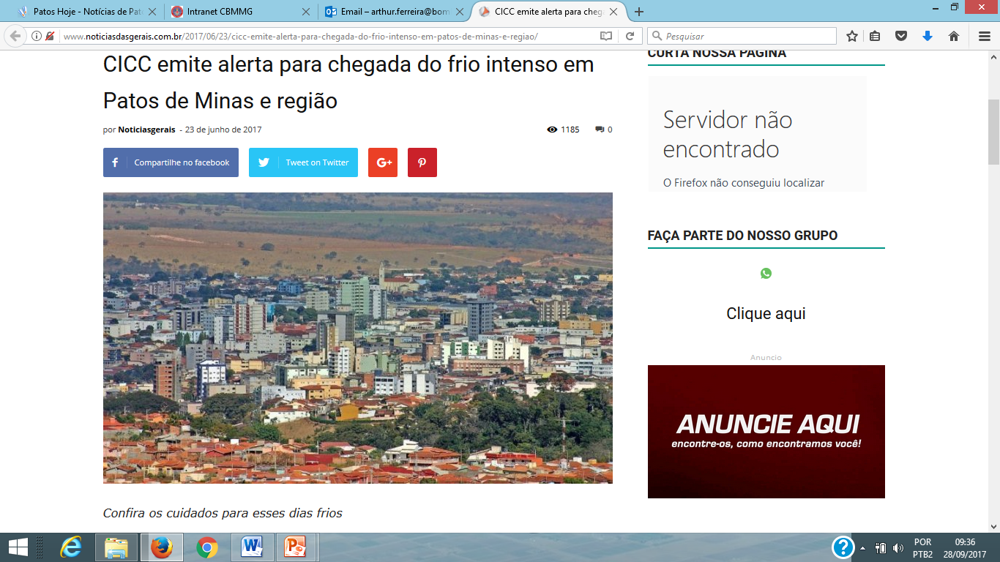 Patos Hoje - Notícias de Pato
Intranet CBMMG
Email – arthur.ferreira@bom
CICC emite alerta para cheg
www.noticiasdasgerais.com.br/2017/06/23/cicc-emite-alerta-para-chegada-do-frio-intenso-em-patos-de-minas-e-regiao/
Pesquisar
CICC emite alerta para chegada do frio intenso em
Patos de Minas e região
por Noticiasgerais - 23 de junho de 2017
1185
0
Compartilhe no facebook
Tweet on Twitter
G+
Confira os cuidados para esses dias frios
CURTA NOSSA PÁGINA
Servidor não
encontrado
O Firefox não conseguiu localizar
FAÇA PARTE DO NOSSO GRUPO
Clique aqui
Anuncio
ANUNCIE AQUI
encontre-os, como encontramos você!
POR
PTB2
09:36
28/09/2017